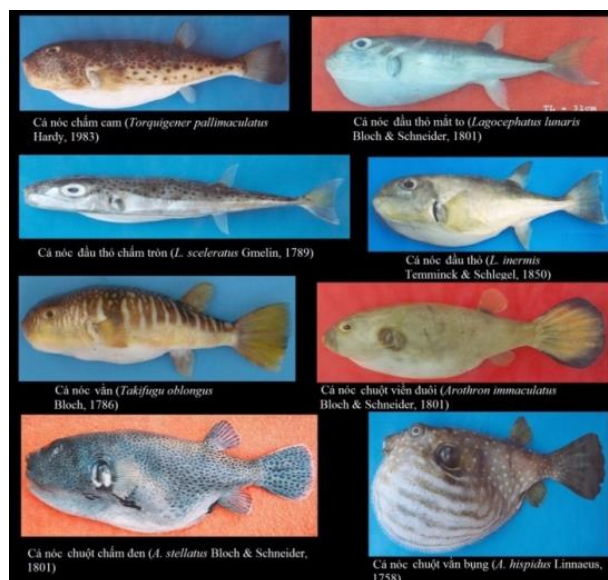 Cá nóc chấm cam (Torquigener pallimaculatus
Hardy, 1983)
TL = 31cm
Cá nóc đầu thỏ mắt to (Lagocephatus lunaris
Bloch & Schneider, 1801)
Cá nóc đầu thỏ chấm tròn (L. sceleratus Gmelin, 1789)
Cá nóc đầu thỏ (L. inermis
Temminck & Schlegel, 1850)
Cá nóc vằn (Takifugu oblongus
Bloch, 1786)
Cá nóc chuột viền đuôi (Arothron immaculatus
Bloch & Schneider, 1801)
Cá nóc chuột chấm đen (A. stellatus Bloch & Schneider,
1801)
Cá nóc chuột vằn bụng (A. hispidus Linnaeus,
1758)